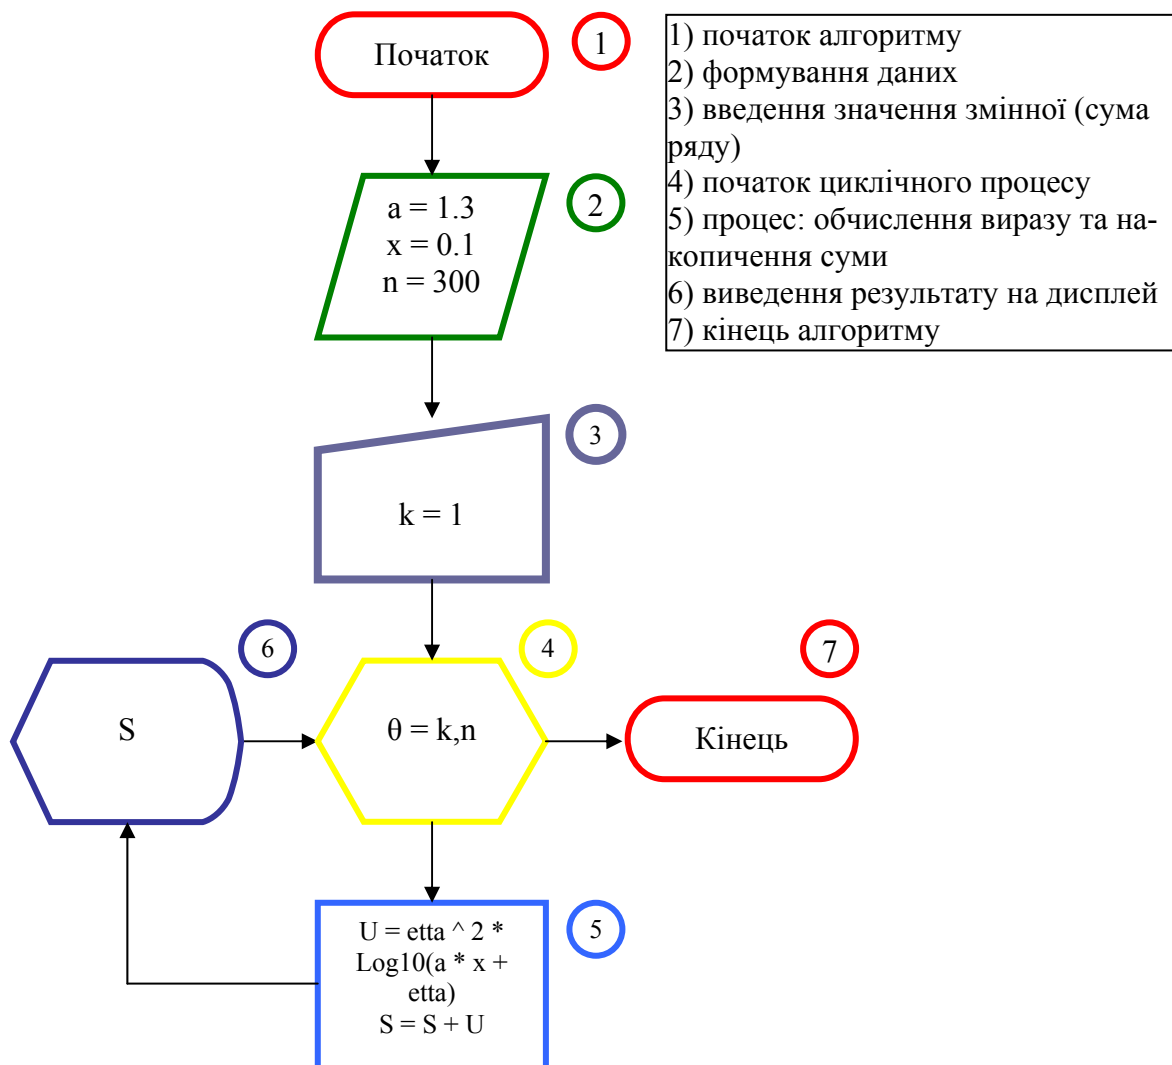 Початок
1
1) початок алгоритму
2) формування даних
3) введення значення змінної (сума
ряду)
4) початок циклічного процесу
5) процес: обчислення виразу та на-
копичення суми
6) виведення результату на дисплей
7) кінець алгоритму
a = 1.3
x = 0.1
n = 300
2
3
k = 1
6
4
7
S
θ = k,n
Кінець
U = etta ^ 2 *
Log10(a * x +
etta)
S = S + U
5